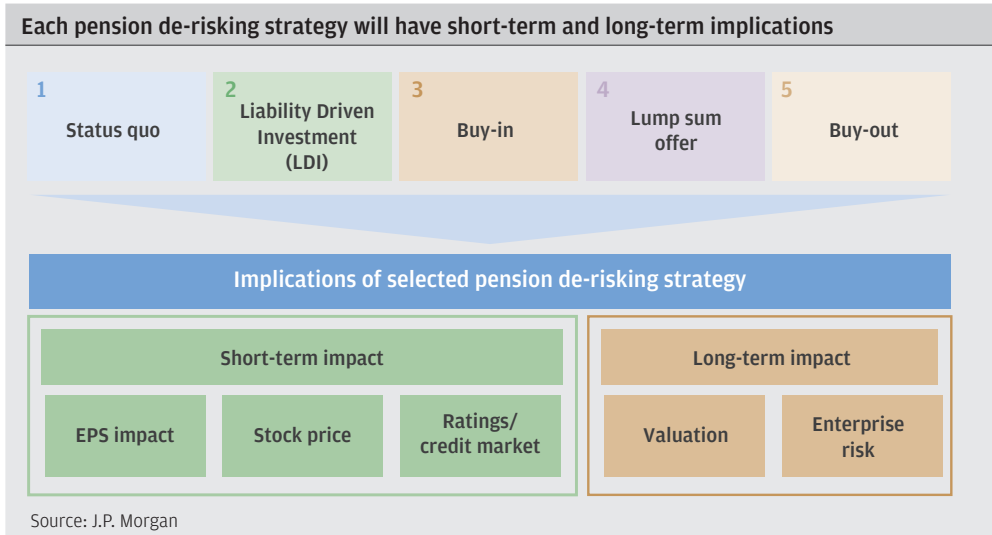 Each pension de-risking strategy will have short-term and long-term implications
1
Status quo
2
Liability Driven
Investment
(LDI)
3
Buy-in
4
Lump sum
offer
5
Buy-out
Implications of selected pension de-risking strategy
Short-term impact
EPS impact
Stock price
Ratings/
credit market
Long-term impact
Valuation
Enterprise
risk
Source: J.P. Morgan